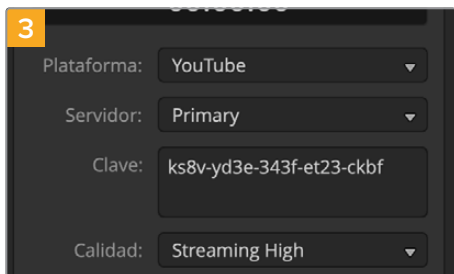 3
Plataforma: YouTube
Servidor: Primary
Clave: ks8v-yd3e-343f-et23-ckbf
Calidad: Streaming High